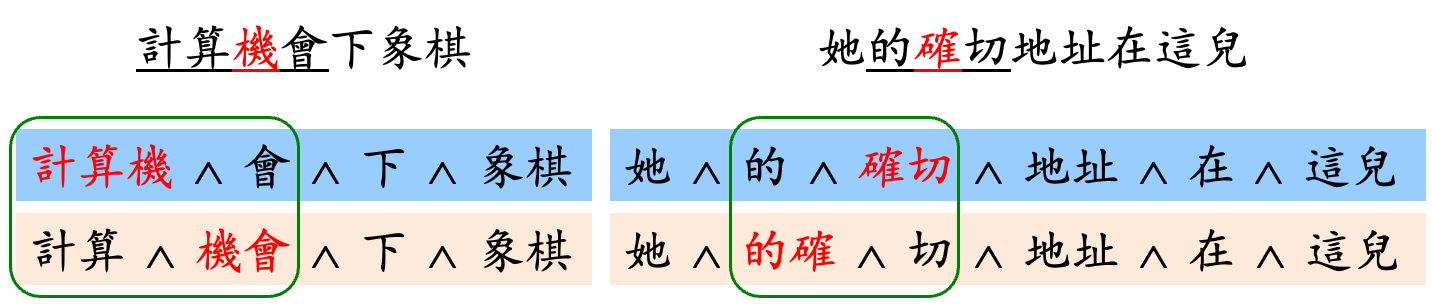 計算機會下象棋
她的確切地址在這兒
計算機 ∧ 會 ∧ 下 ∧ 象棋
她 ∧ 的 ∧ 確切 ∧ 地址 ∧ 在 ∧ 這兒
計算 ∧ 機會 ∧ 下 ∧ 象棋
她 ∧ 的確 ∧ 切 ∧ 地址 ∧ 在 ∧ 這兒